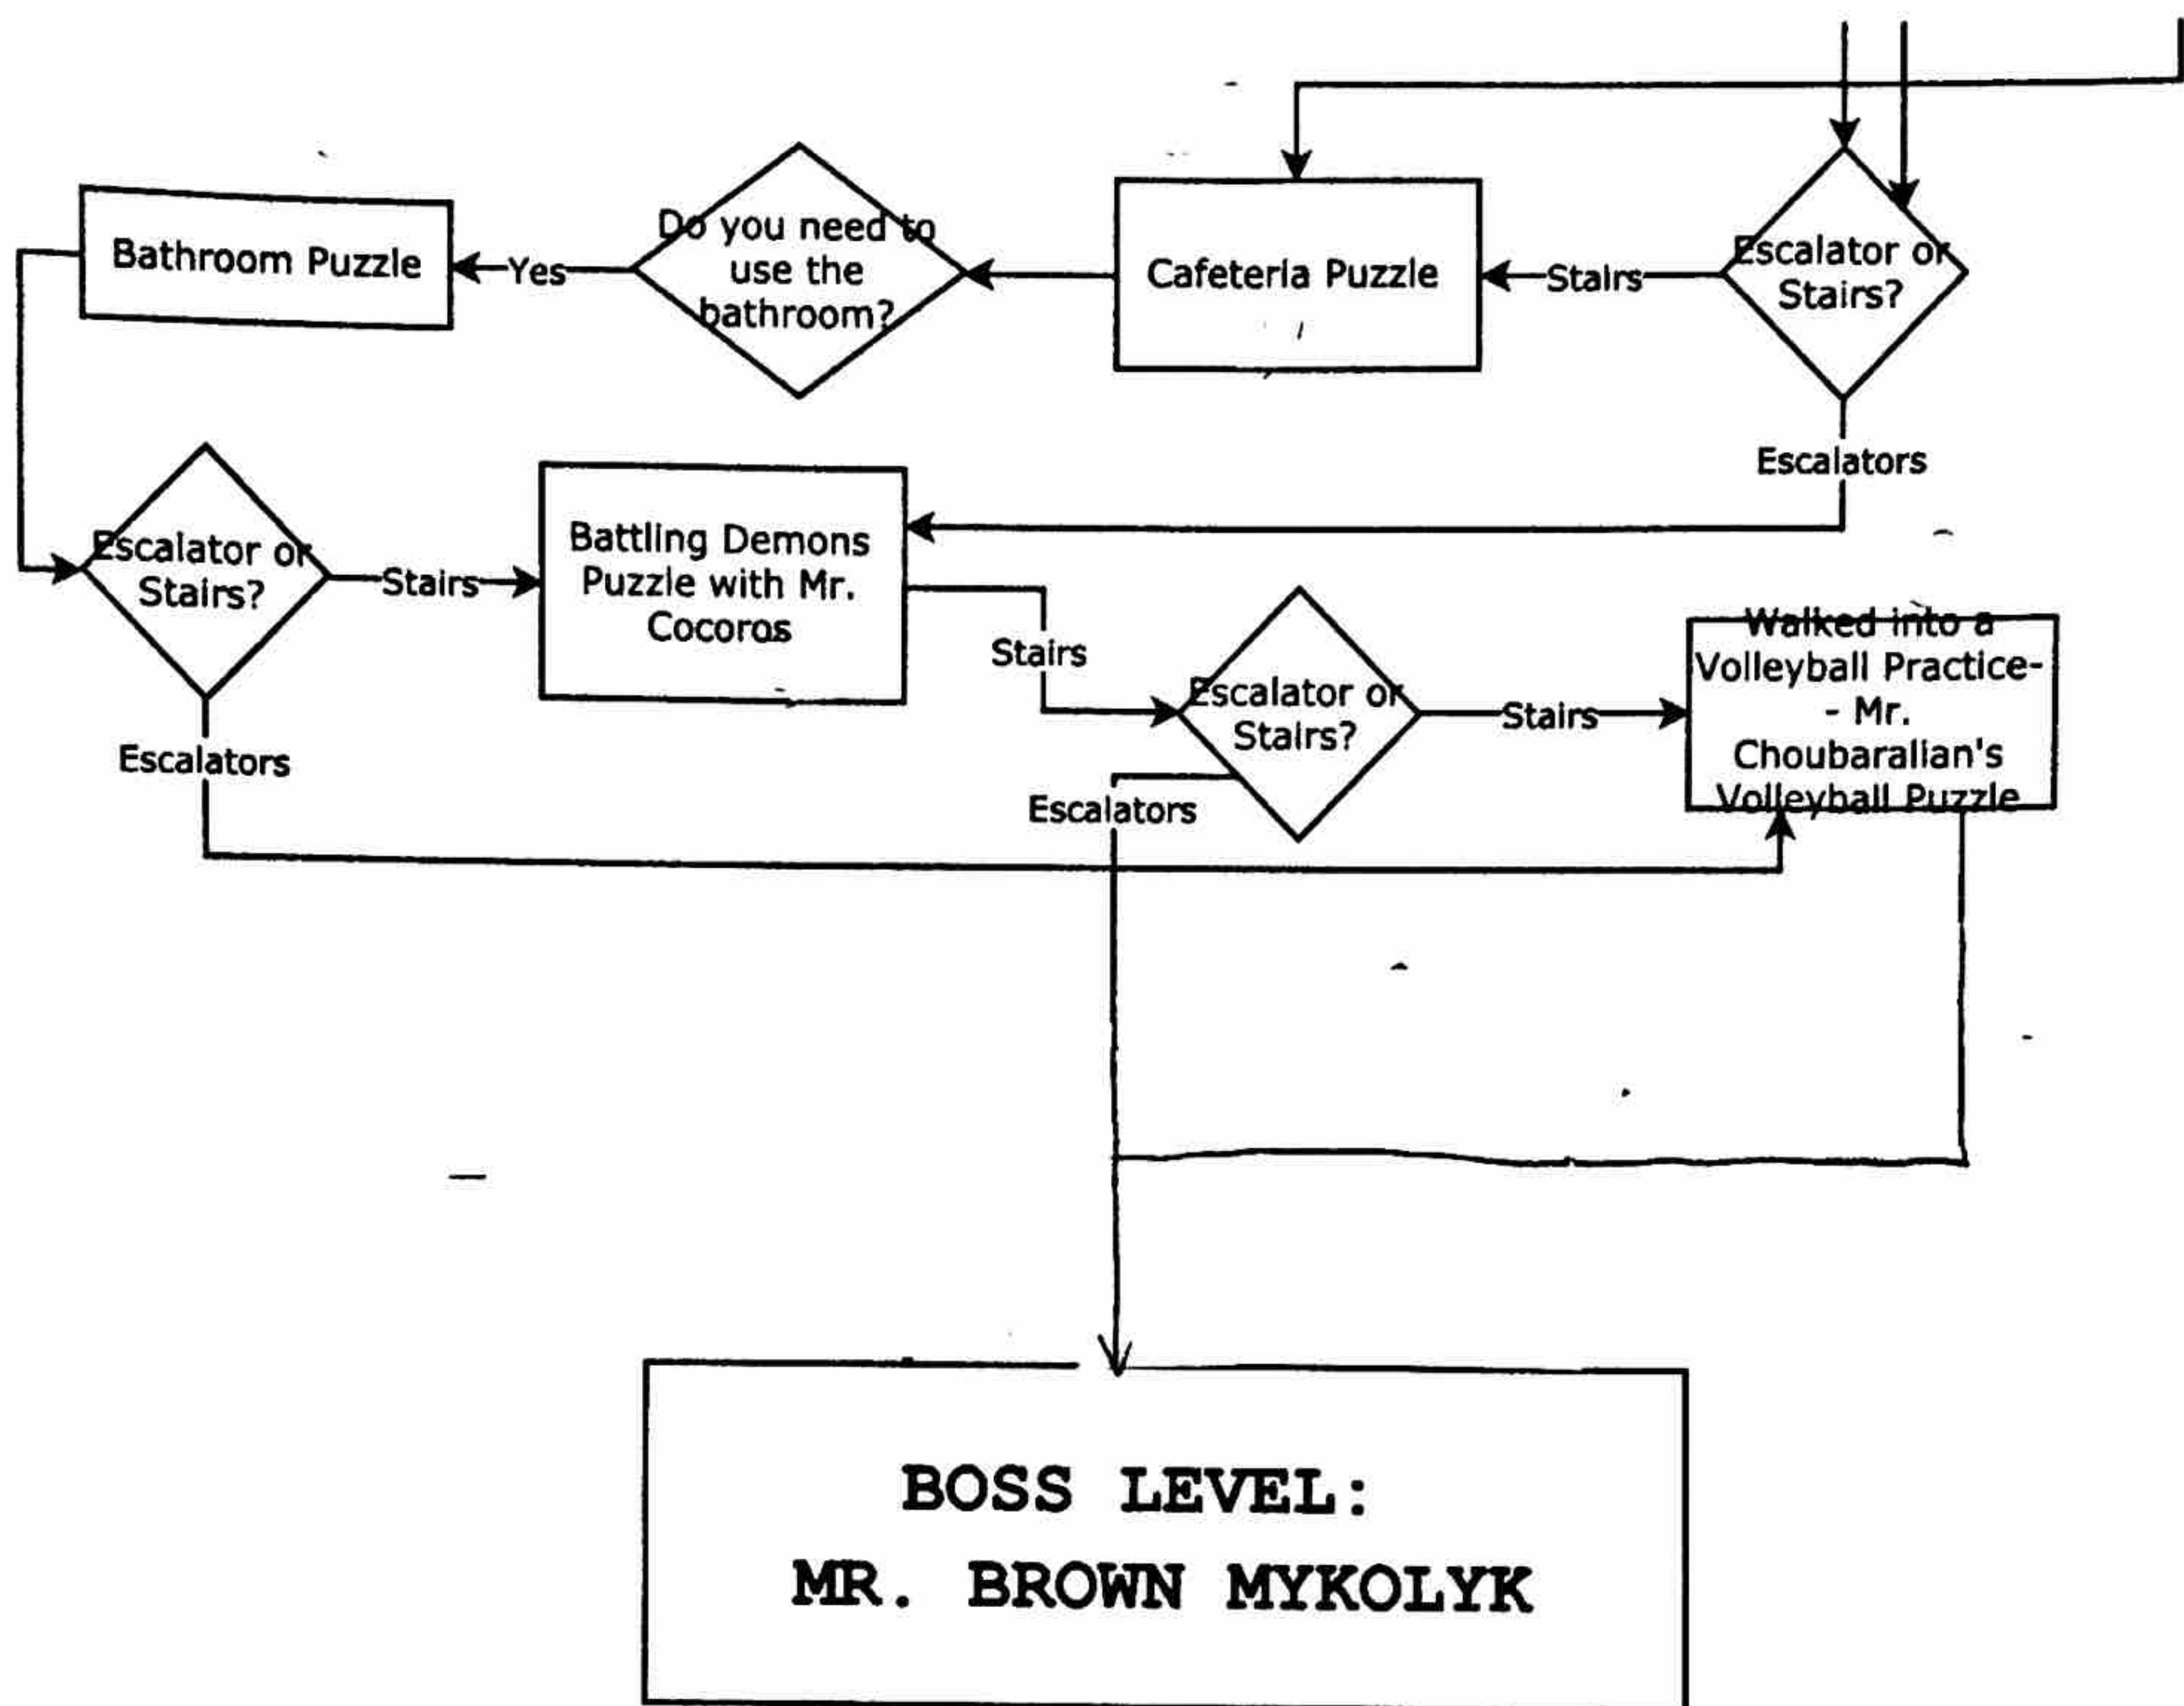 Bathroom Puzzle
Yes
Do you need to
use the
bathroom?
Cafeteria Puzzle
Stairs
Escalator or
Stairs?
Escalators
Escalator or
Stairs?
Stairs
Battling Demons
Puzzle with Mr.
Cocoros
Stairs
Escalators
Escalator or
Stairs?
Stairs
Escalators
Walked into a
Volleyball Practice-
- Mr.
Choubaralian's
Volleyball Puzzle
BOSS LEVEL:
MR. BROWN MYKOLYK